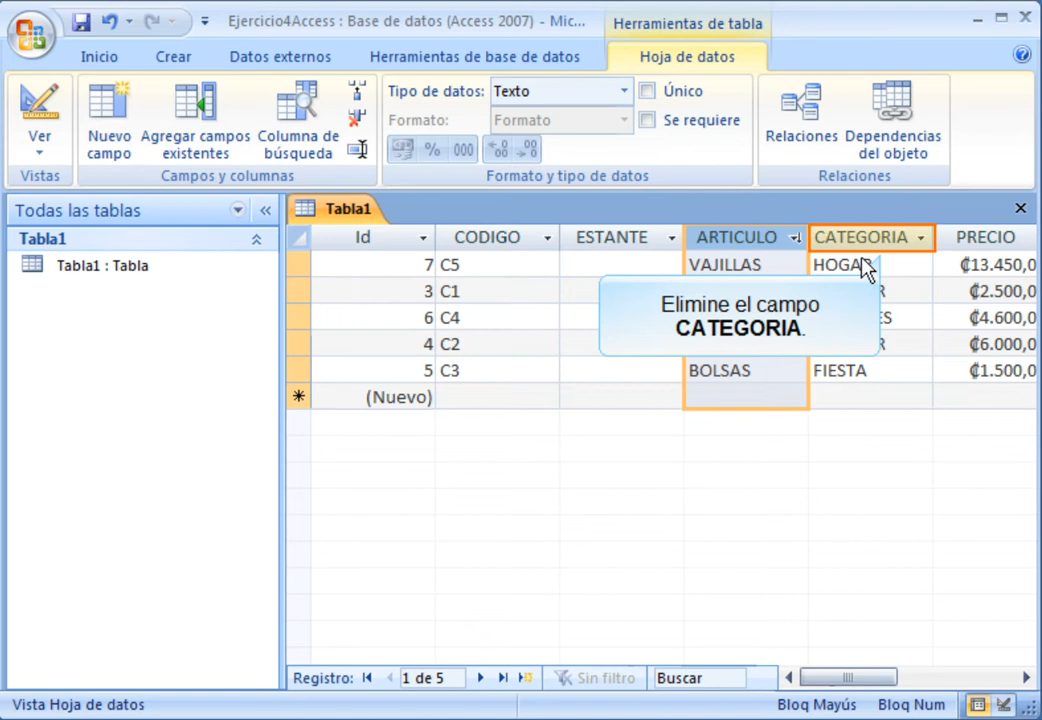 Ejercicio4Access : Base de datos (Access 2007) - Mic...
Herramientas de tabla
Inicio
Crear
Datos externos
Herramientas de base de datos
Hoja de datos
Ver
Nuevo campo
Agregar campos existentes
Columna de búsqueda
Tipo de datos: Texto
Único
Formato: Formato
Se requiere
% 000
Relaciones
Dependencias del objeto
Vistas
Campos y columnas
Formato y tipo de datos
Relaciones
Todas las tablas
Tabla1
Tabla1 : Tabla
Tabla1
Id CODIGO ESTANTE ARTICULO CATEGORIA PRECIO
7 C5 VAJILLAS HOGA ₡13.450,0
3 C1 R ₡2.500,0
6 C4 ES ₡4.600,0
4 C2 R ₡6.000,0
5 C3 BOLSAS FIESTA ₡1.500,0
(Nuevo)
Elimine el campo
CATEGORIA.
Registro: 1 de 5 Sin filtro Buscar
Vista Hoja de datos
Bloq Mayús
Bloq Num